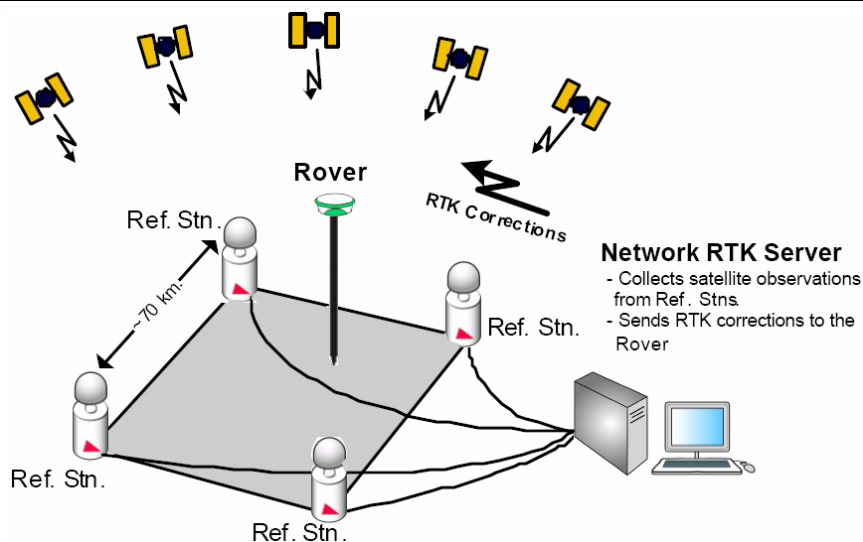 Rover
Ref. Stn.
RTK Corrections
~70 km.
Network RTK Server
- Collects satellite observations
from Ref. Stns.
- Sends RTK corrections to the
Rover
Ref. Stn.
Ref. Stn.
Ref. Stn.